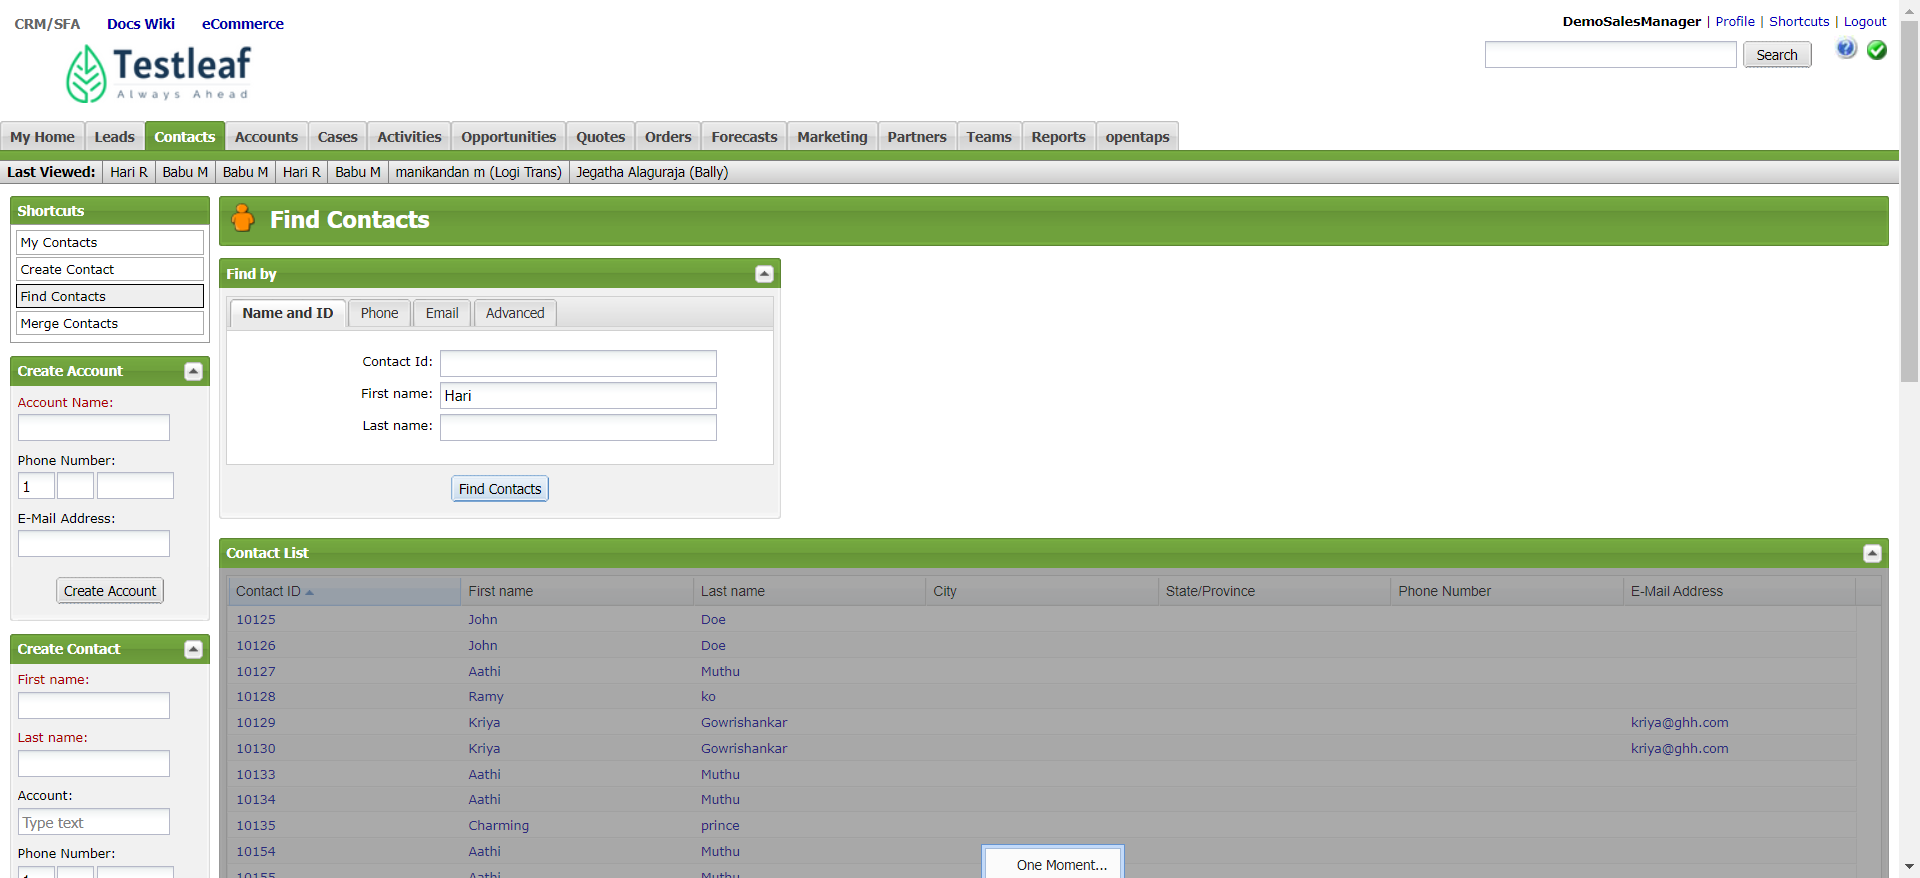 CRM/SFA Docs Wiki eCommerce
DemoSalesManager | Profile | Shortcuts | Logout
Testleaf
Always Ahead
Search
My Home Leads Contacts Accounts Cases Activities Opportunities Quotes Orders Forecasts Marketing Partners Teams Reports opentaps
Last Viewed: Hari R Babu M Babu M Hari R Babu M manikandan m (Logi Trans) Jegatha Alaguraja (Bally)
Shortcuts
My Contacts
Create Contact
Find Contacts
Merge Contacts
Create Account
Account Name:
Phone Number:
1
E-Mail Address:
Create Account
Create Contact
First name:
Last name:
Account:
Type text
Phone Number:
Find Contacts
Find by
Name and ID Phone Email Advanced
Contact Id:
First name: Hari
Last name:
Find Contacts
Contact List
Contact ID First name Last name City State/Province Phone Number E-Mail Address
10125 John Doe
10126 John Doe
10127 Aathi Muthu
10128 Ramy ko
10129 Kriya Gowrishankar kriya@ghh.com
10130 Kriya Gowrishankar kriya@ghh.com
10133 Aathi Muthu
10134 Aathi Muthu
10135 Charming prince
10154 Aathi Muthu
10155 Aathi Muthu
One Moment...